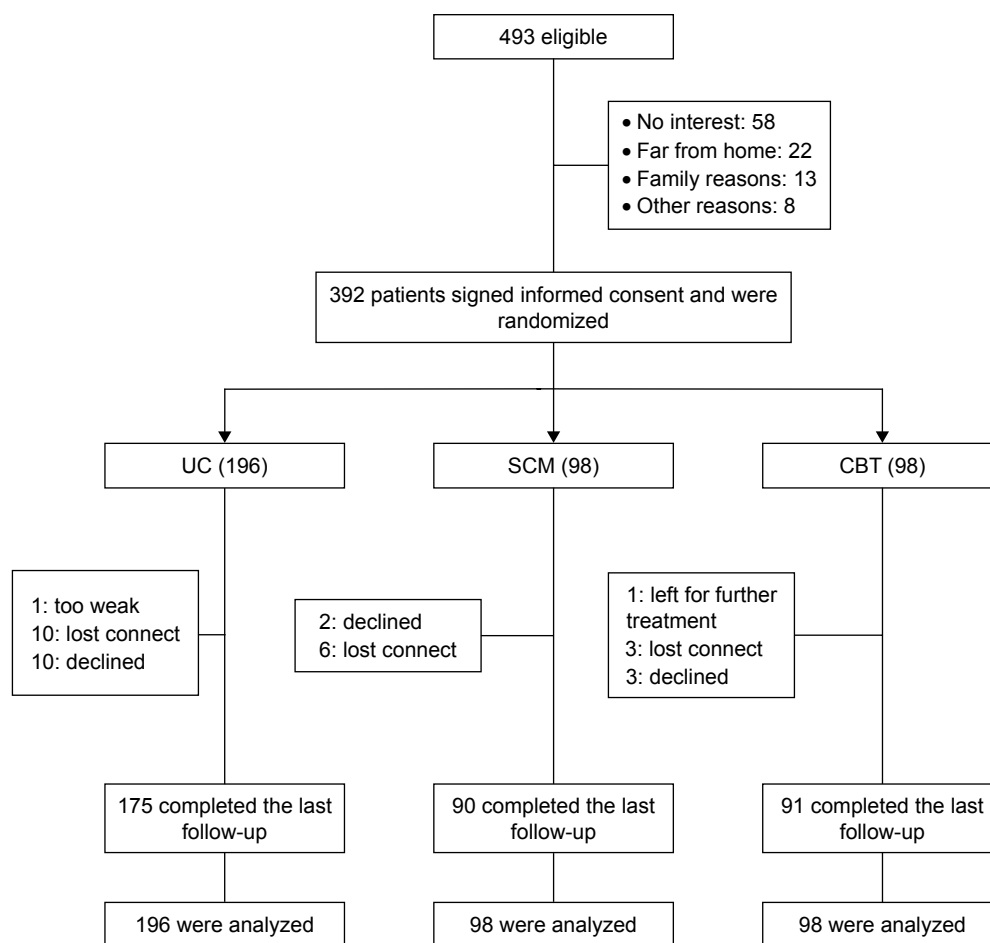 493 eligible
• No interest: 58
• Far from home: 22
• Family reasons: 13
• Other reasons: 8
392 patients signed informed consent and were
randomized
UC (196)
SCM (98)
CBT (98)
1: too weak
10: lost connect
10: declined
2: declined
6: lost connect
1: left for further
treatment
3: lost connect
3: declined
175 completed the last
follow-up
90 completed the last
follow-up
91 completed the last
follow-up
196 were analyzed
98 were analyzed
98 were analyzed